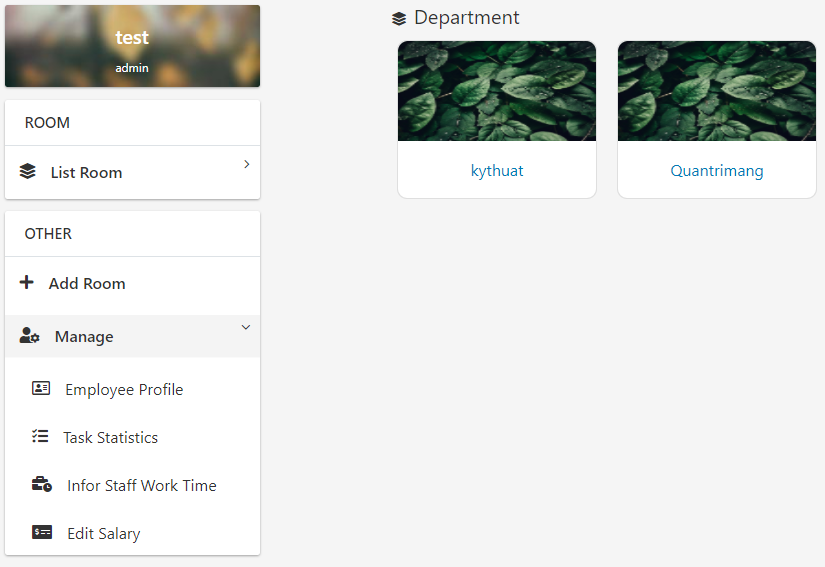 test
admin
ROOM
List Room
OTHER
Add Room
Manage
Employee Profile
Task Statistics
Infor Staff Work Time
Edit Salary
Department
kythuat
Quantrimang